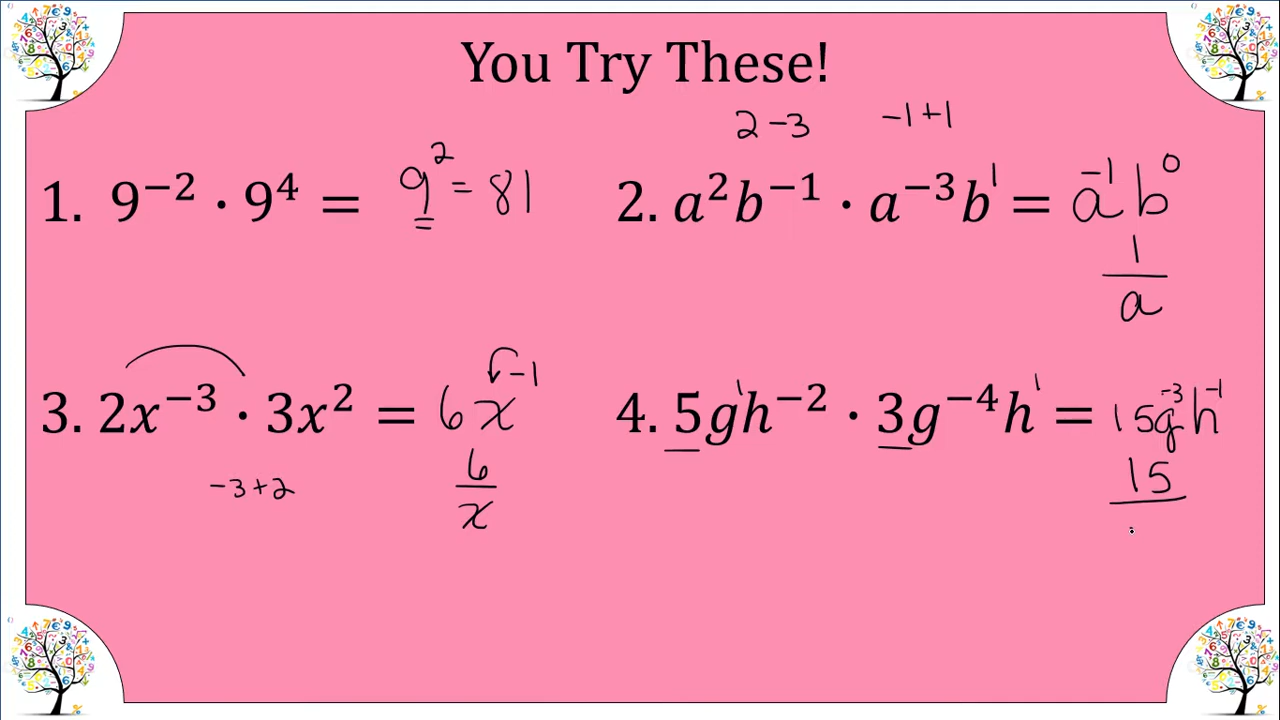 You Try These!
2 -3 -1 +1
1. 9⁻² · 9⁴ = 9² = 81
2. a²b⁻¹ · a⁻³b¹ = a⁻¹ b⁰
1
a
3. 2x⁻³ · 3x² = 6x⁻¹
-3+2
6
x
4. 5g¹h⁻² · 3g⁻⁴h¹ = 15g⁻³h⁻¹
15